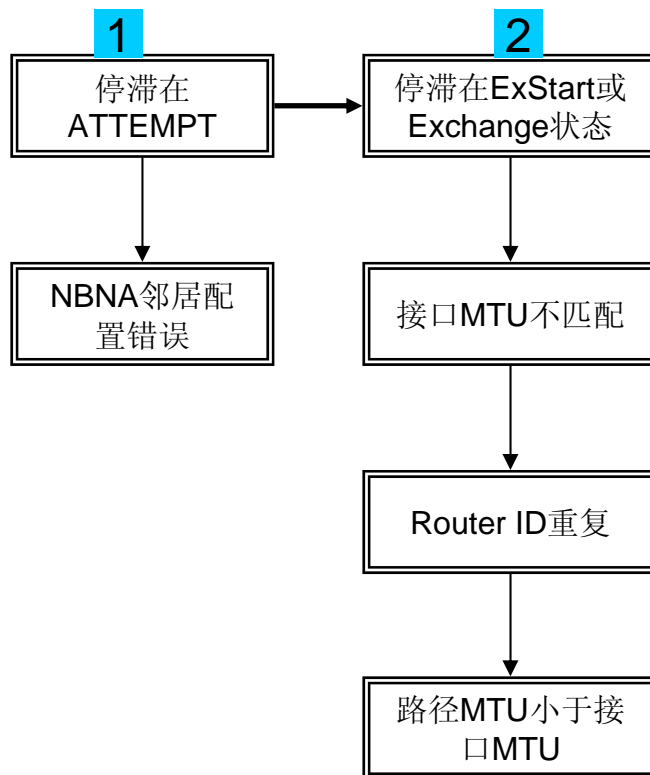 1
停滞在
ATTEMPT
2
停滞在ExStart或
Exchange状态
NBNA邻居配
置错误
接口MTU不匹配
Router ID重复
路径MTU小于接
口MTU